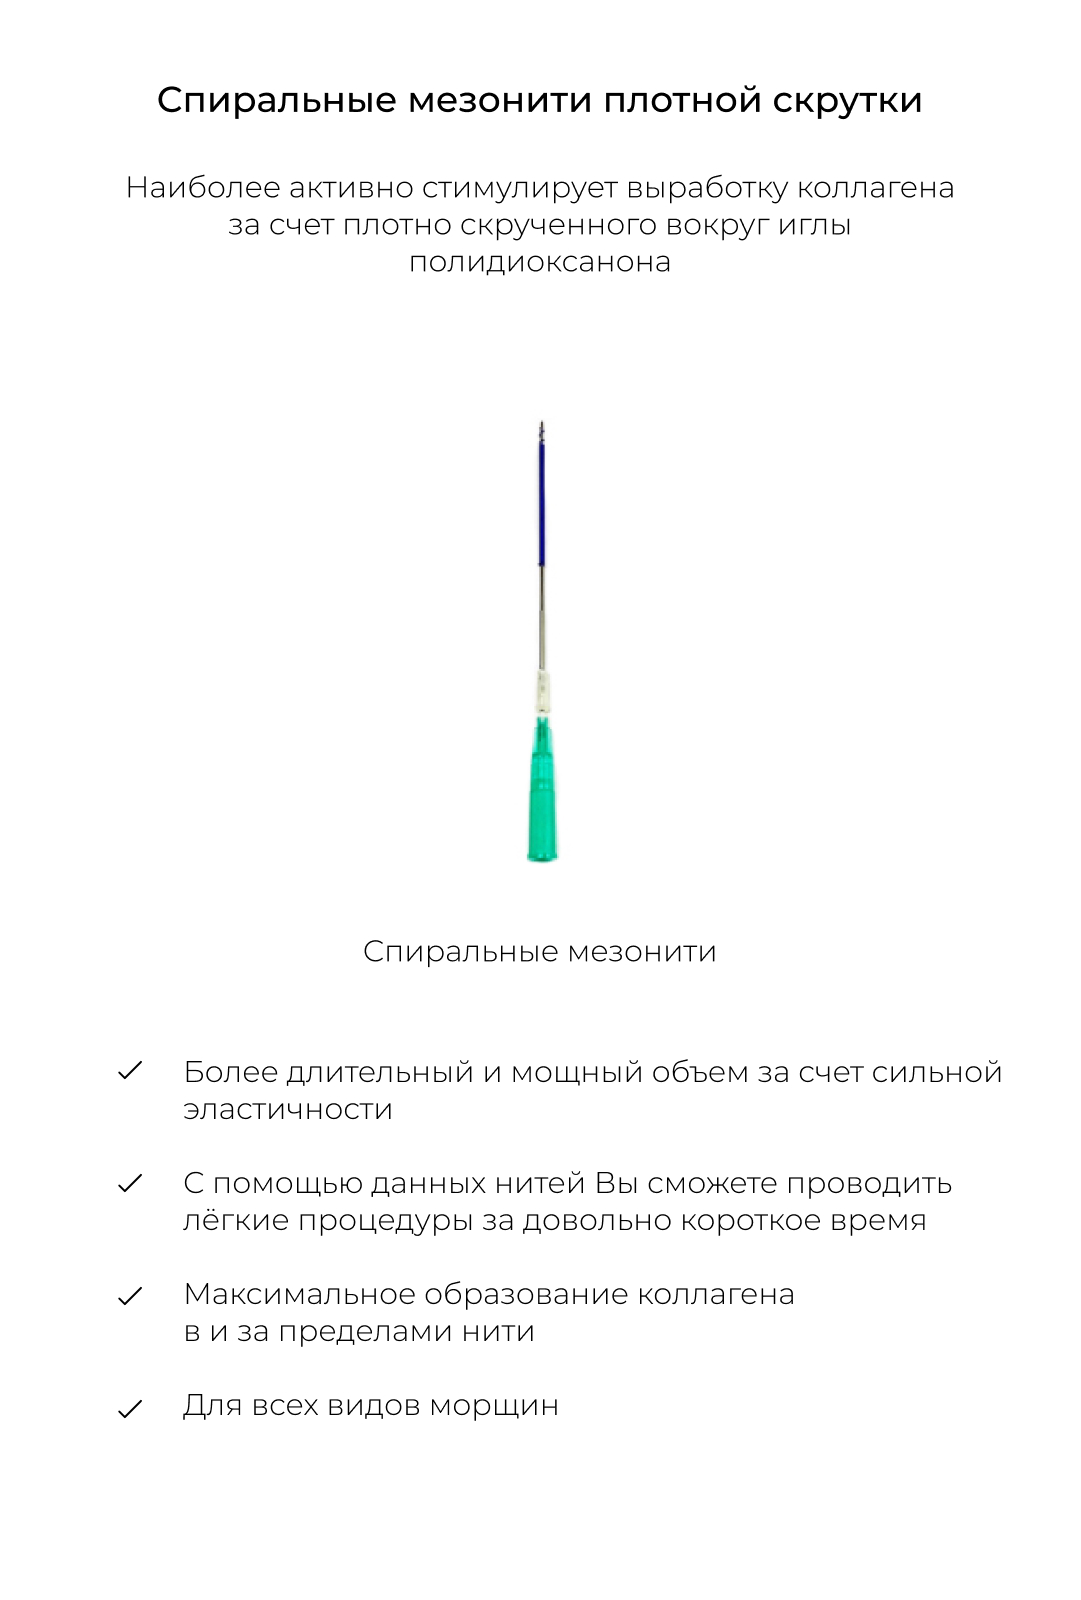 Спиральные мезонити плотной скрутки
Наиболее активно стимулирует выработку коллагена
за счет плотно скрученного вокруг иглы
полидиоксанона
Спиральные мезонити
Более длительный и мощный объем за счет сильной
эластичности
С помощью данных нитей Вы сможете проводить
лёгкие процедуры за довольно короткое время
Максимальное образование коллагена
в и за пределами нити
Для всех видов морщин